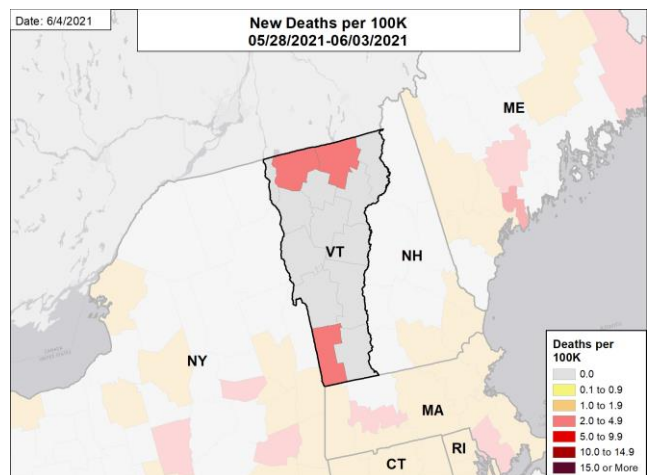 Date: 6/4/2021
New Deaths per 100K
05/28/2021-06/03/2021
ME
VT
NH
NY
MA
CT
RI
Deaths per
100K
0.0
0.1 to 0.9
1.0 to 1.9
2.0 to 4.9
5.0 to 9.9
10.0 to 14.9
15.0 or More